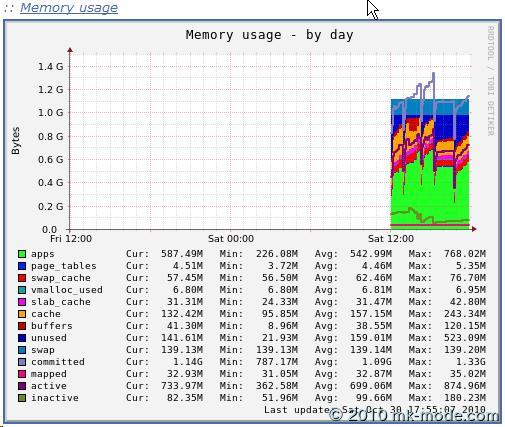 :: Memory usage
Memory usage - by day
RRDTOOL / TOBI OETIKER
Bytes
1.4 G
1.2 G
1.0 G
0.8 G
0.6 G
0.4 G
0.2 G
0.0
Fri 12:00 Sat 00:00 Sat 12:00
apps Cur: 587.49M Min: 226.08M Avg: 542.99M Max: 768.02M
page_tables Cur: 4.51M Min: 3.72M Avg: 4.46M Max: 5.35M
swap_cache Cur: 57.45M Min: 56.50M Avg: 62.46M Max: 76.70M
vmalloc_used Cur: 6.80M Min: 6.80M Avg: 6.81M Max: 6.95M
slab_cache Cur: 31.31M Min: 24.33M Avg: 31.47M Max: 42.80M
cache Cur: 132.42M Min: 95.85M Avg: 157.15M Max: 243.34M
buffers Cur: 41.30M Min: 8.96M Avg: 38.55M Max: 120.15M
unused Cur: 141.61M Min: 21.93M Avg: 159.01M Max: 523.09M
swap Cur: 139.13M Min: 139.13M Avg: 139.14M Max: 139.20M
committed Cur: 1.14G Min: 787.17M Avg: 1.09G Max: 1.33G
mapped Cur: 32.93M Min: 31.05M Avg: 32.87M Max: 35.02M
active Cur: 733.97M Min: 362.58M Avg: 699.06M Max: 874.96M
inactive Cur: 82.35M Min: 51.96M Avg: 99.66M Max: 180.23M
Last update: Sat Oct 30 17:55:07 2010
© 2010 mk-mode.com